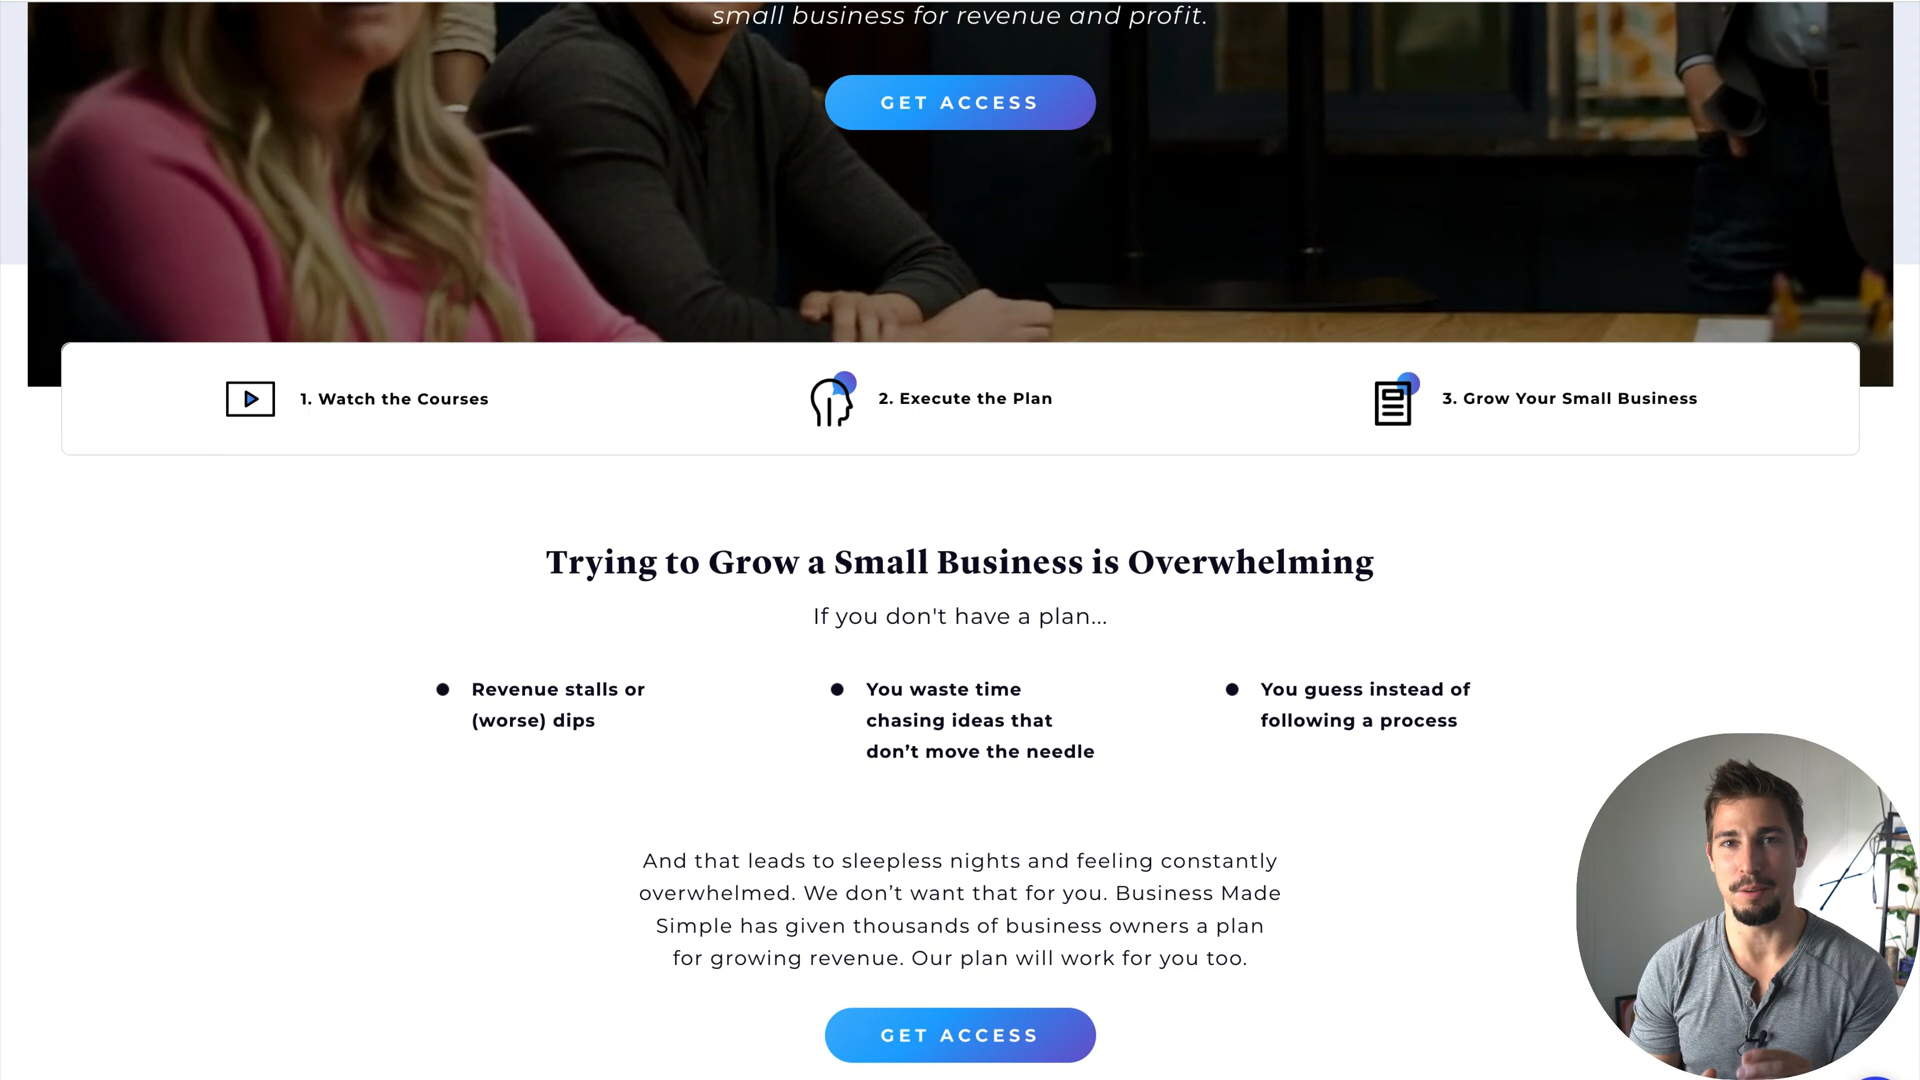 small business for revenue and profit.
GET ACCESS
1. Watch the Courses
2. Execute the Plan
3. Grow Your Small Business
Trying to Grow a Small Business is Overwhelming
If you don't have a plan...
Revenue stalls or
(worse) dips
You waste time
chasing ideas that
don’t move the needle
You guess instead of
following a process
And that leads to sleepless nights and feeling constantly
overwhelmed. We don’t want that for you. Business Made
Simple has given thousands of business owners a plan
for growing revenue. Our plan will work for you too.
GET ACCESS